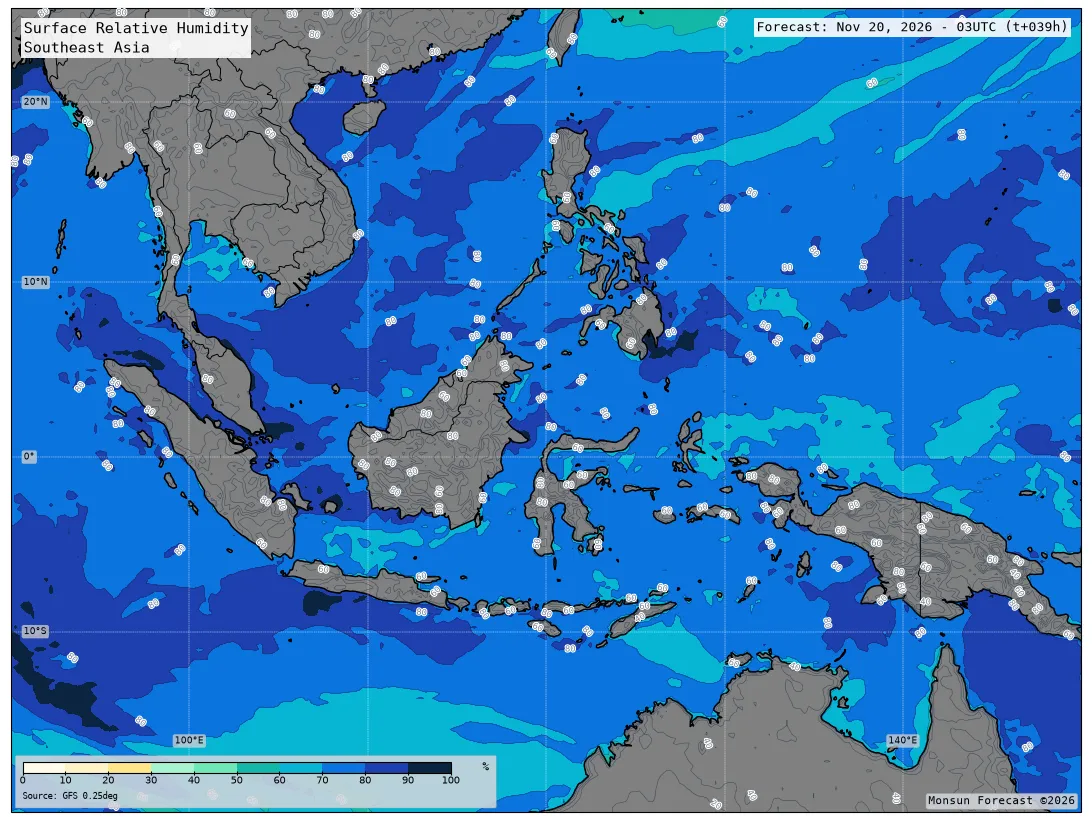 Surface Relative Humidity
Southeast Asia
Forecast: Nov 20, 2026 - 03UTC (t+039h)
20°N
10°N
0°
10°S
100°E
140°E
0 10 20 30 40 50 60 70 80 90 100 %
Source: GFS 0.25deg
Monsun Forecast ©2026